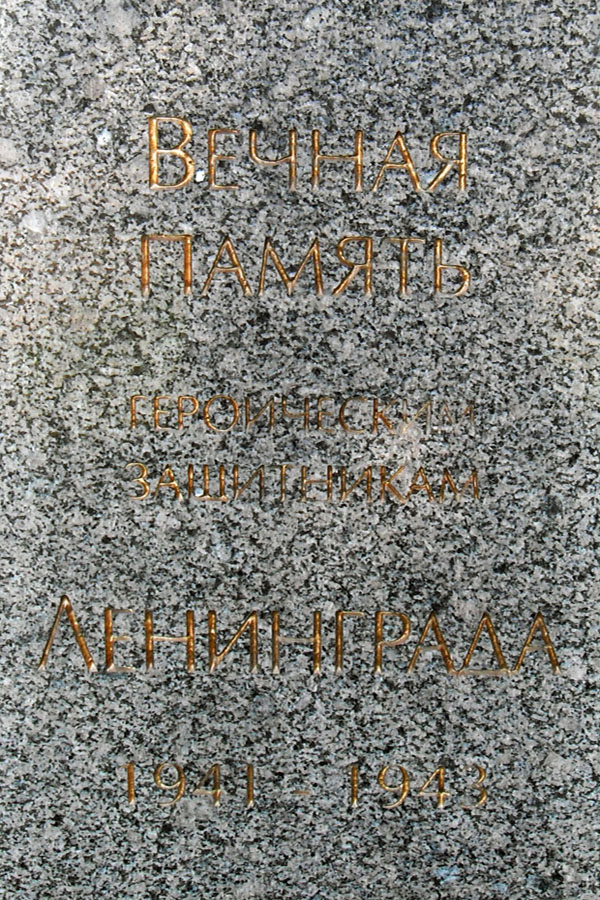 Вечная
память
героическим
защитникам
Ленинграда
1941 - 1943